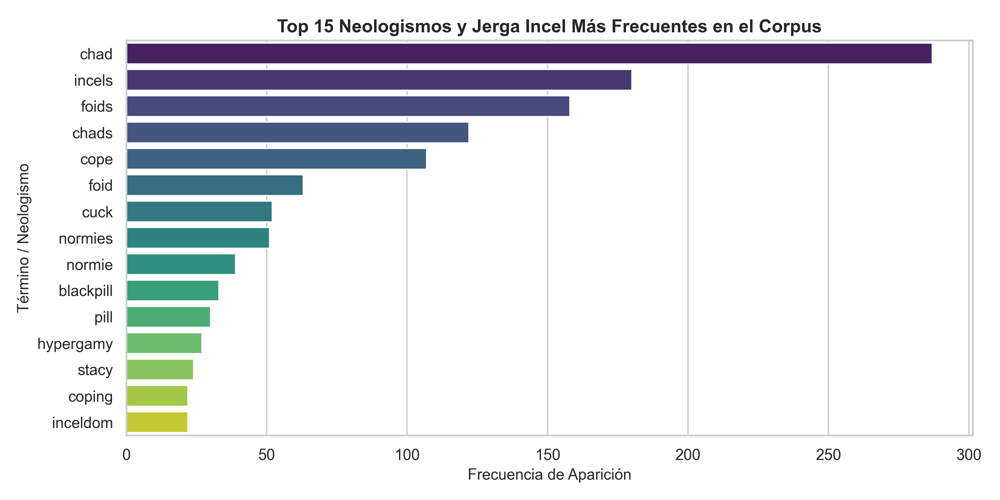 Top 15 Neologismos y Jerga Incel Más Frecuentes en el Corpus
Término / Neologismo
chad
incels
foids
chads
cope
foid
cuck
normies
normie
blackpill
pill
hypergamy
stacy
coping
inceldom
0 50 100 150 200 250 300
Frecuencia de Aparición